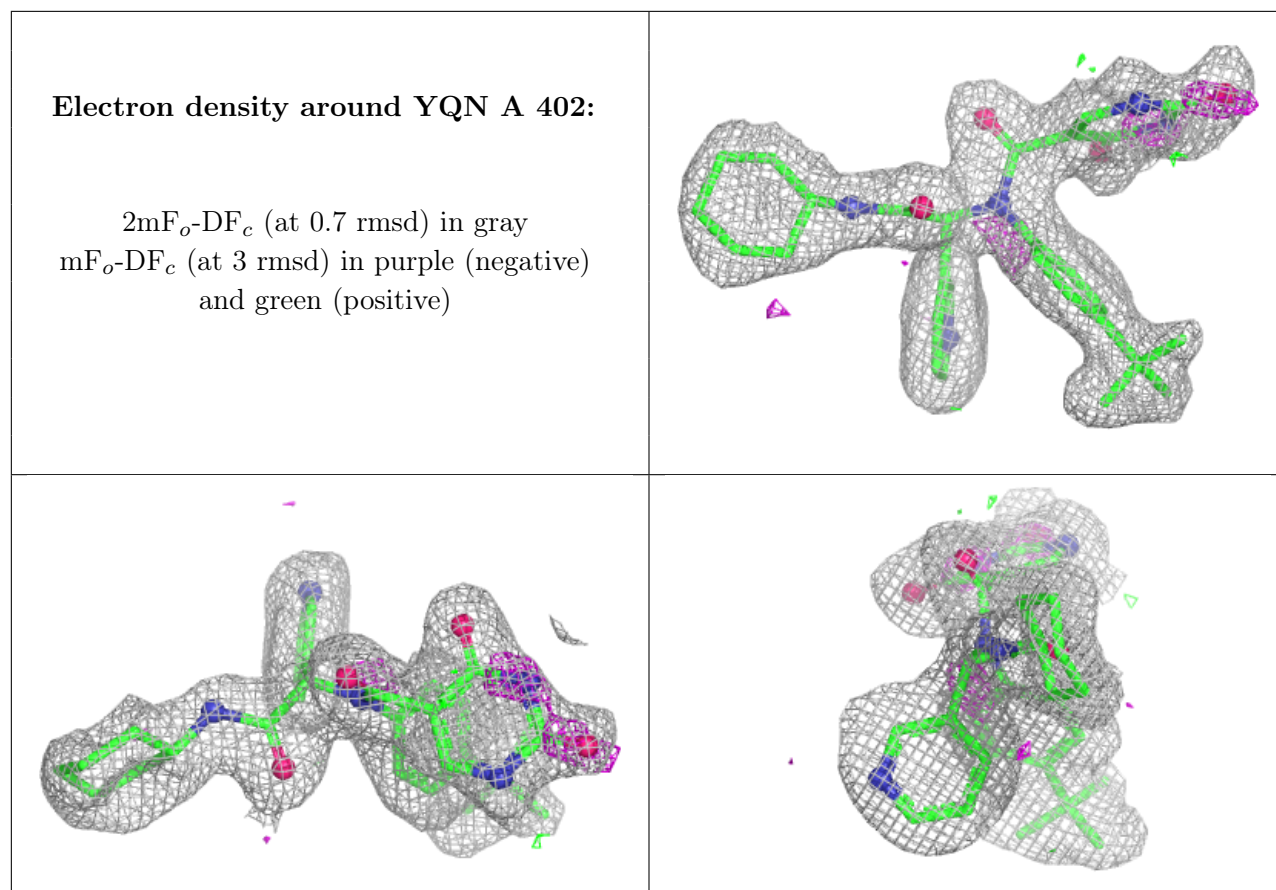 Electron density around YQN A 402:
2mFo-DFc (at 0.7 rmsd) in gray
mFo-DFc (at 3 rmsd) in purple (negative)
and green (positive)